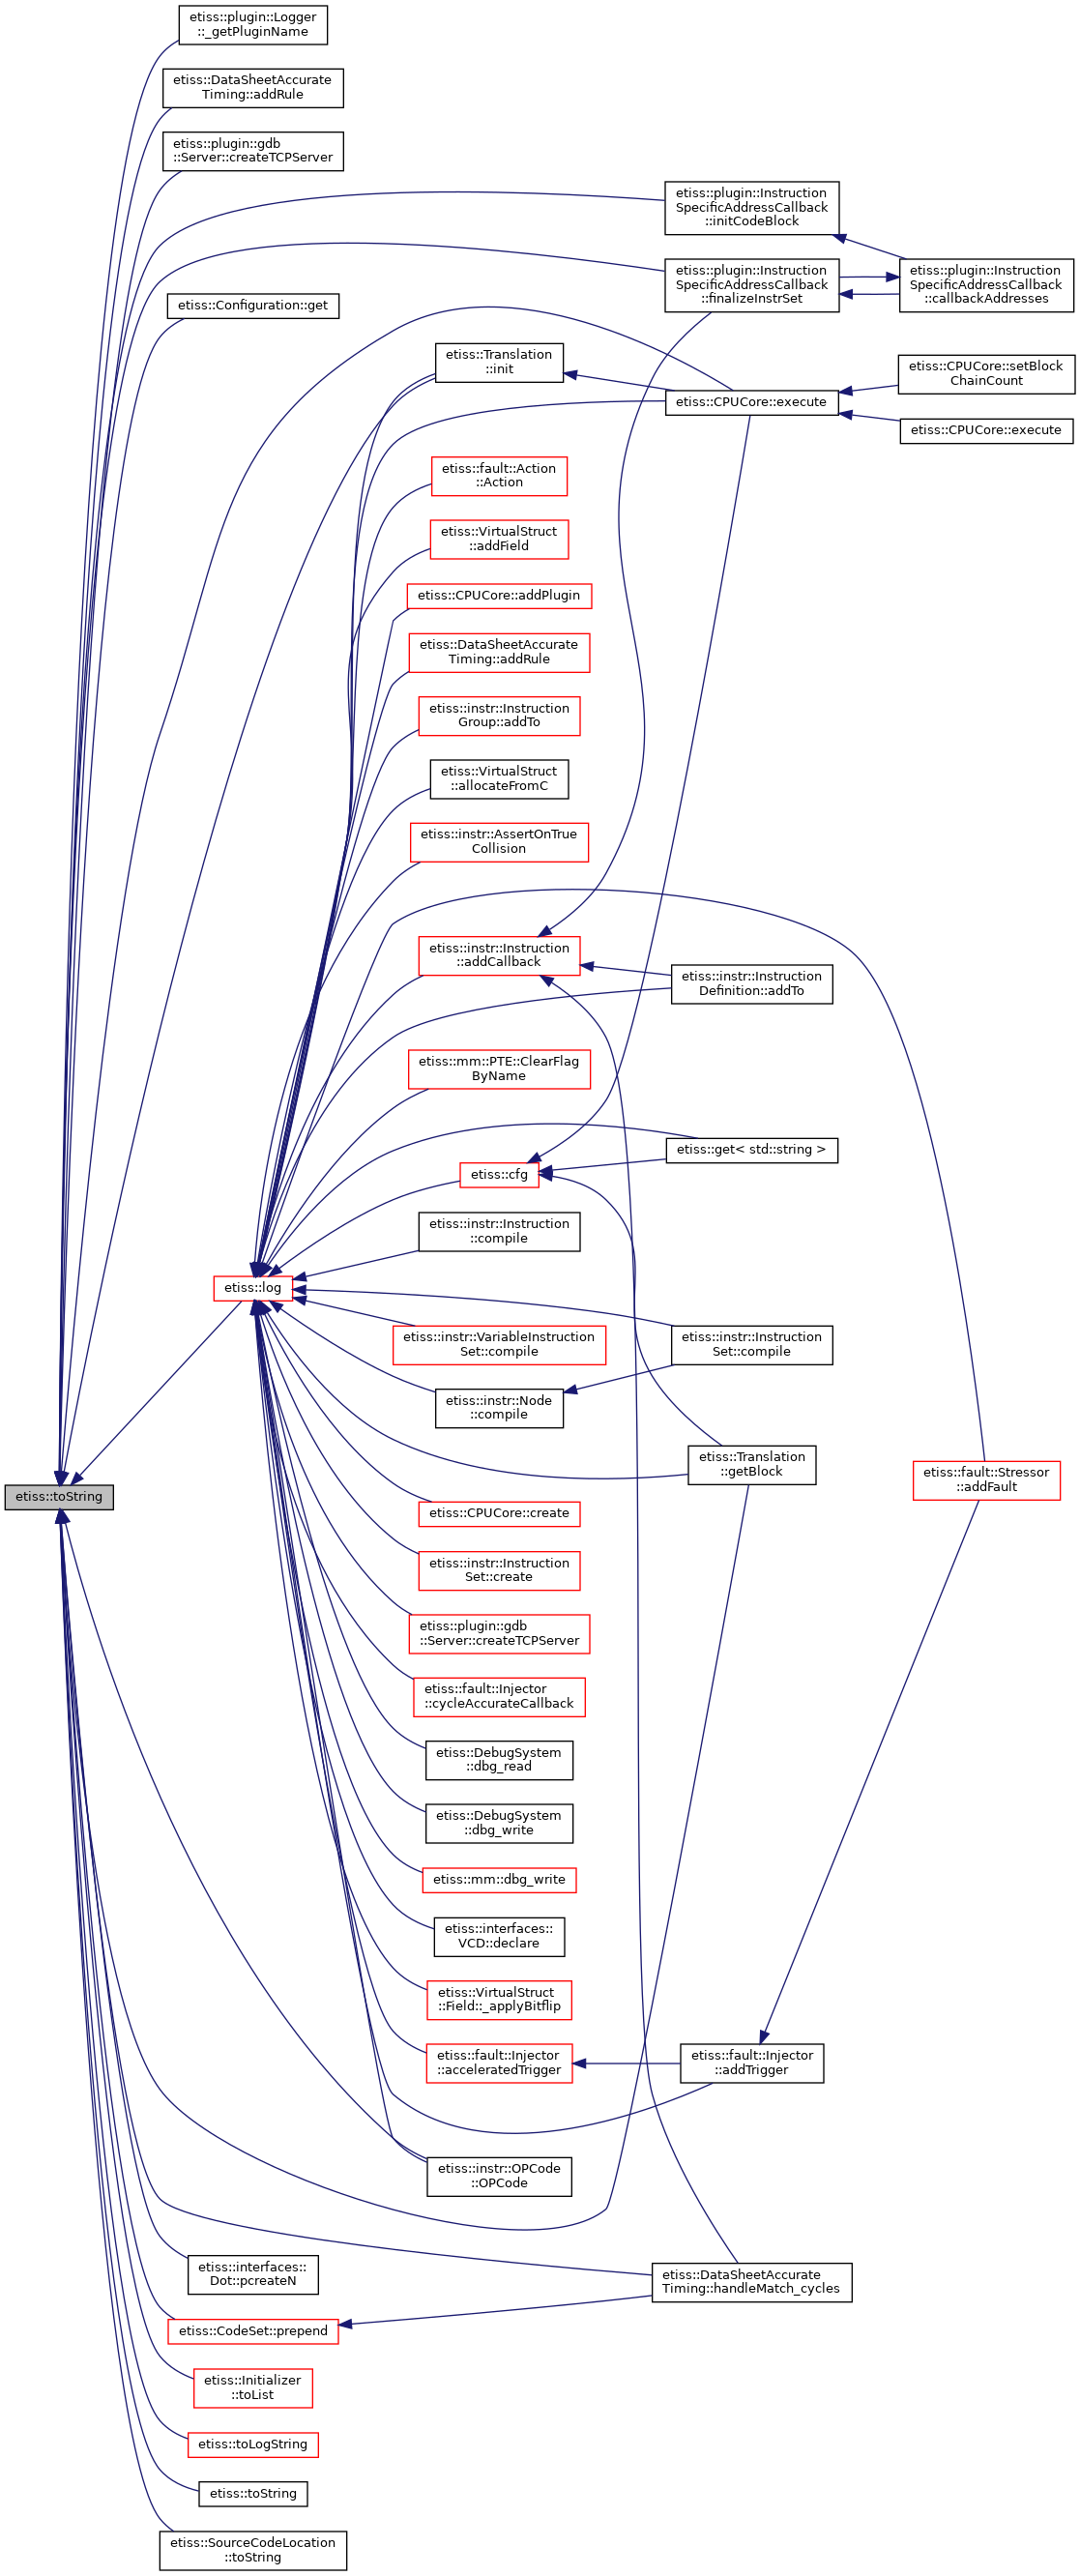 etiss::plugin::Logger
::_getPluginName
etiss::DataSheetAccurate
Timing::addRule
etiss::plugin::gdb
::Server::createTCPServer
etiss::plugin::Instruction
SpecificAddressCallback
::initCodeBlock
etiss::plugin::Instruction
SpecificAddressCallback
::finalizeInstrSet
etiss::plugin::Instruction
SpecificAddressCallback
::callbackAddresses
etiss::Configuration::get
etiss::Translation
::init
etiss::CPUCore::setBlock
ChainCount
etiss::CPUCore::execute
etiss::CPUCore::execute
etiss::fault::Action
::Action
etiss::VirtualStruct
::addField
etiss::CPUCore::addPlugin
etiss::DataSheetAccurate
Timing::addRule
etiss::instr::Instruction
Group::addTo
etiss::VirtualStruct
::allocateFromC
etiss::instr::AssertOnTrue
Collision
etiss::instr::Instruction
::addCallback
etiss::instr::Instruction
Definition::addTo
etiss::mm::PTE::ClearFlag
ByName
etiss::get< std::string >
etiss::cfg
etiss::instr::Instruction
::compile
etiss::log
etiss::instr::VariableInstruction
Set::compile
etiss::instr::Instruction
Set::compile
etiss::instr::Node
::compile
etiss::Translation
::getBlock
etiss::fault::Stressor
::addFault
etiss::toString
etiss::CPUCore::create
etiss::instr::Instruction
Set::create
etiss::plugin::gdb
::Server::createTCPServer
etiss::fault::Injector
::cycleAccurateCallback
etiss::DebugSystem
::dbg_read
etiss::DebugSystem
::dbg_write
etiss::mm::dbg_write
etiss::interfaces::
VCD::declare
etiss::VirtualStruct
::Field::_applyBitflip
etiss::fault::Injector
::acceleratedTrigger
etiss::fault::Injector
::addTrigger
etiss::instr::OPCode
::OPCode
etiss::interfaces::
Dot::pcreateN
etiss::DataSheetAccurate
Timing::handleMatch_cycles
etiss::CodeSet::prepend
etiss::Initializer
::toList
etiss::toLogString
etiss::toString
etiss::SourceCodeLocation
::toString